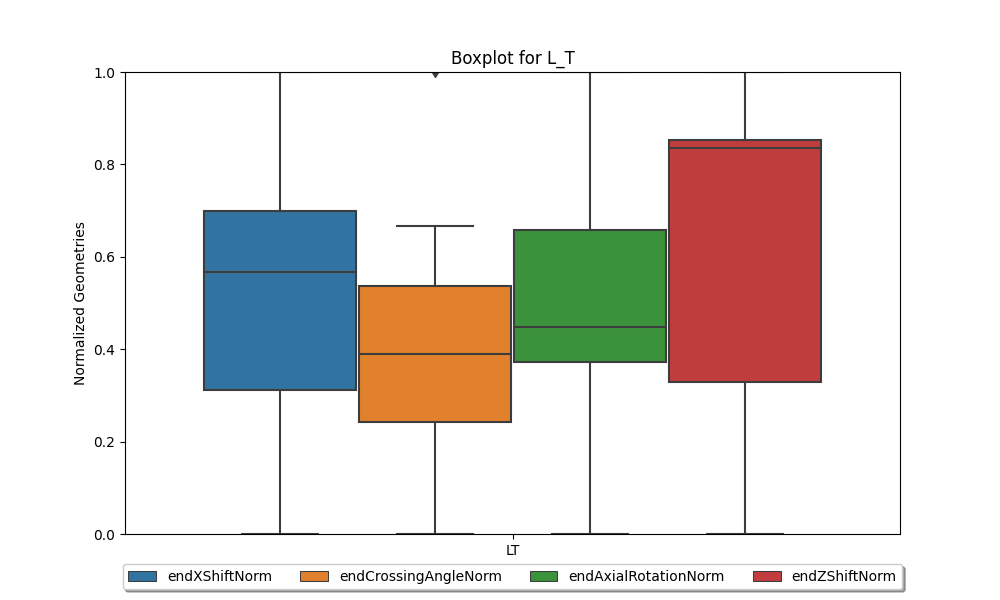 Boxplot for L_T
Normalized Geometries
1.0
0.8
0.6
0.4
0.2
0.0
LT
endXShiftNorm endCrossingAngleNorm endAxialRotationNorm endZShiftNorm